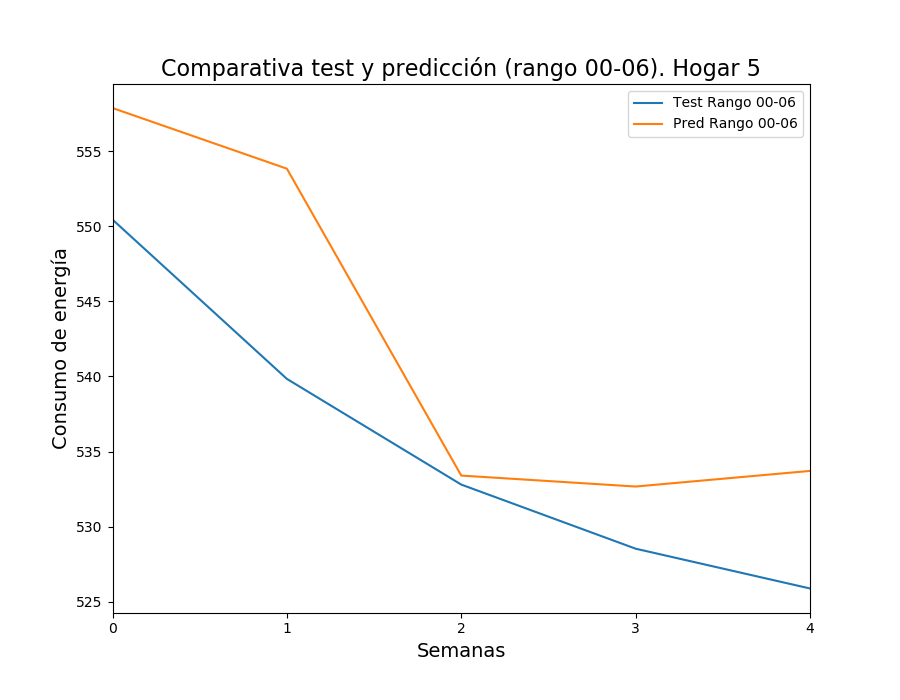 Comparativa test y predicción (rango 00-06). Hogar 5
Test Rango 00-06
Pred Rango 00-06
Consumo de energía
555
550
545
540
535
530
525
0 1 2 3 4
Semanas